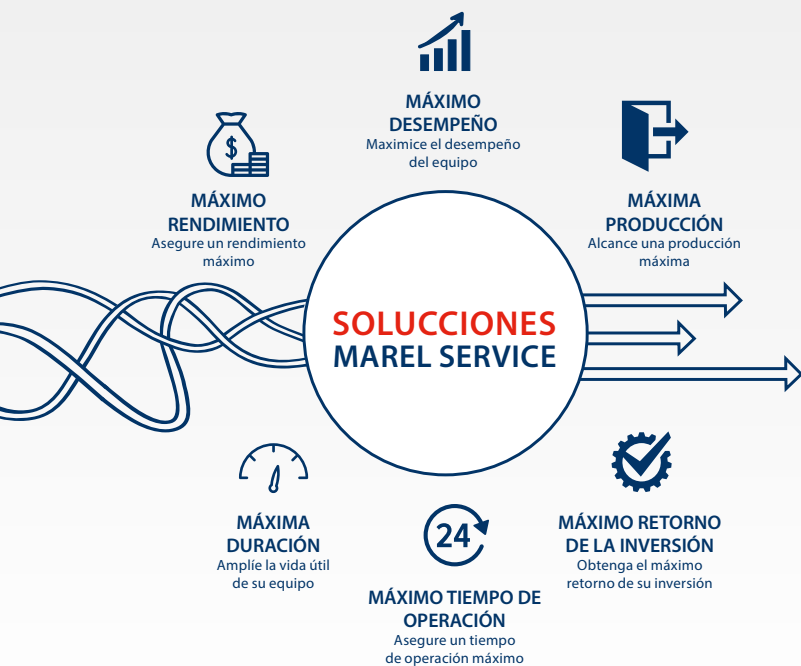 MÁXIMO
DESEMPEÑO
Maximice el desempeño
del equipo
$
MÁXIMO
RENDIMIENTO
Asegure un rendimiento
máximo
MÁXIMA
PRODUCCIÓN
Alcance una producción
máxima
SOLUCCIONES
MAREL SERVICE
MÁXIMA
DURACIÓN
Amplíe la vida útil
de su equipo
24
MÁXIMO TIEMPO DE
OPERACIÓN
Asegure un tiempo
de operación máximo
MÁXIMO RETORNO
DE LA INVERSIÓN
Obtenga el máximo
retorno de su inversión